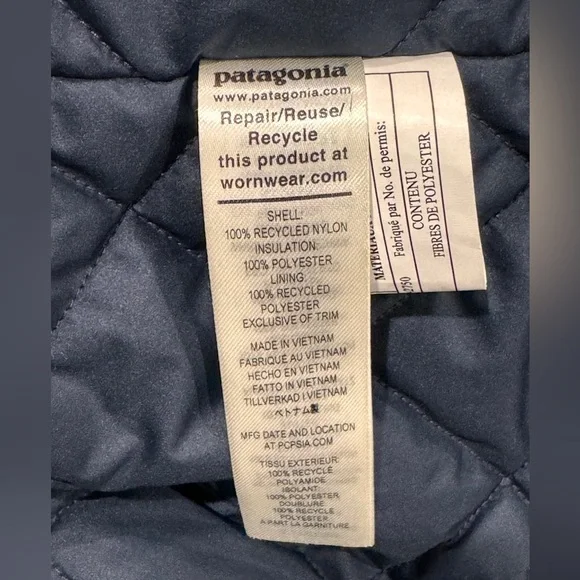 patagonia®
www.patagonia.com
Repair/Reuse/
Recycle
this product at
wornwear.com
SHELL:
100% RECYCLED NYLON
INSULATION:
100% POLYESTER
LINING:
100% RECYCLED
POLYESTER
EXCLUSIVE OF TRIM
MADE IN VIETNAM
FABRIQUÉ AU VIETNAM
HECHO EN VIETNAM
FATTO IN VIETNAM
TILLVERKAD I VIETNAM
ベトナム製
MFG DATE AND LOCATION
AT PCPSIA.COM
TISSU EXTERIEUR:
100% RECYCLÉ
POLYAMIDE
ISOLANT:
100% POLYESTER
DOUBLURE:
100% RECYCLÉ
POLYESTER
A PART LA GARNITURE
Fabriqué par No. de permis:
CONTENU
FIBRES DE POLYESTER